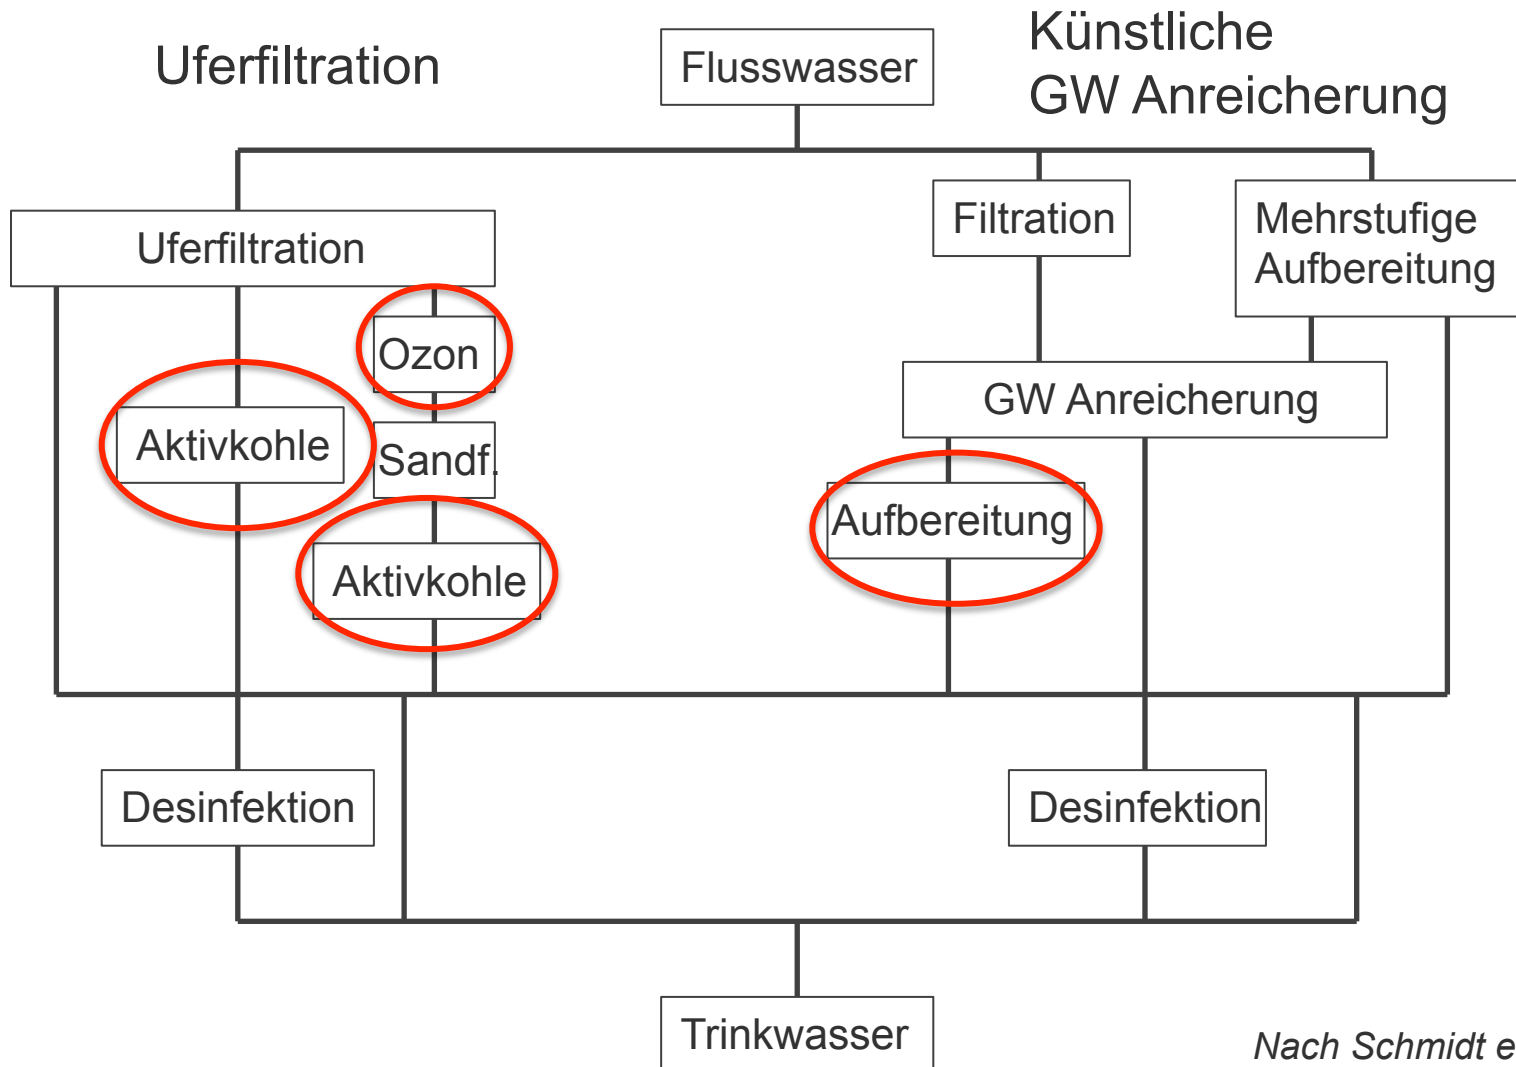 Uferfiltration
Flusswasser
Künstliche
GW Anreicherung
Uferfiltration
Filtration
Mehrstufige
Aufbereitung
Ozon
GW Anreicherung
Aktivkohle
Sandf.
Aufbereitung
Aktivkohle
Desinfektion
Desinfektion
Trinkwasser
Nach Schmidt e